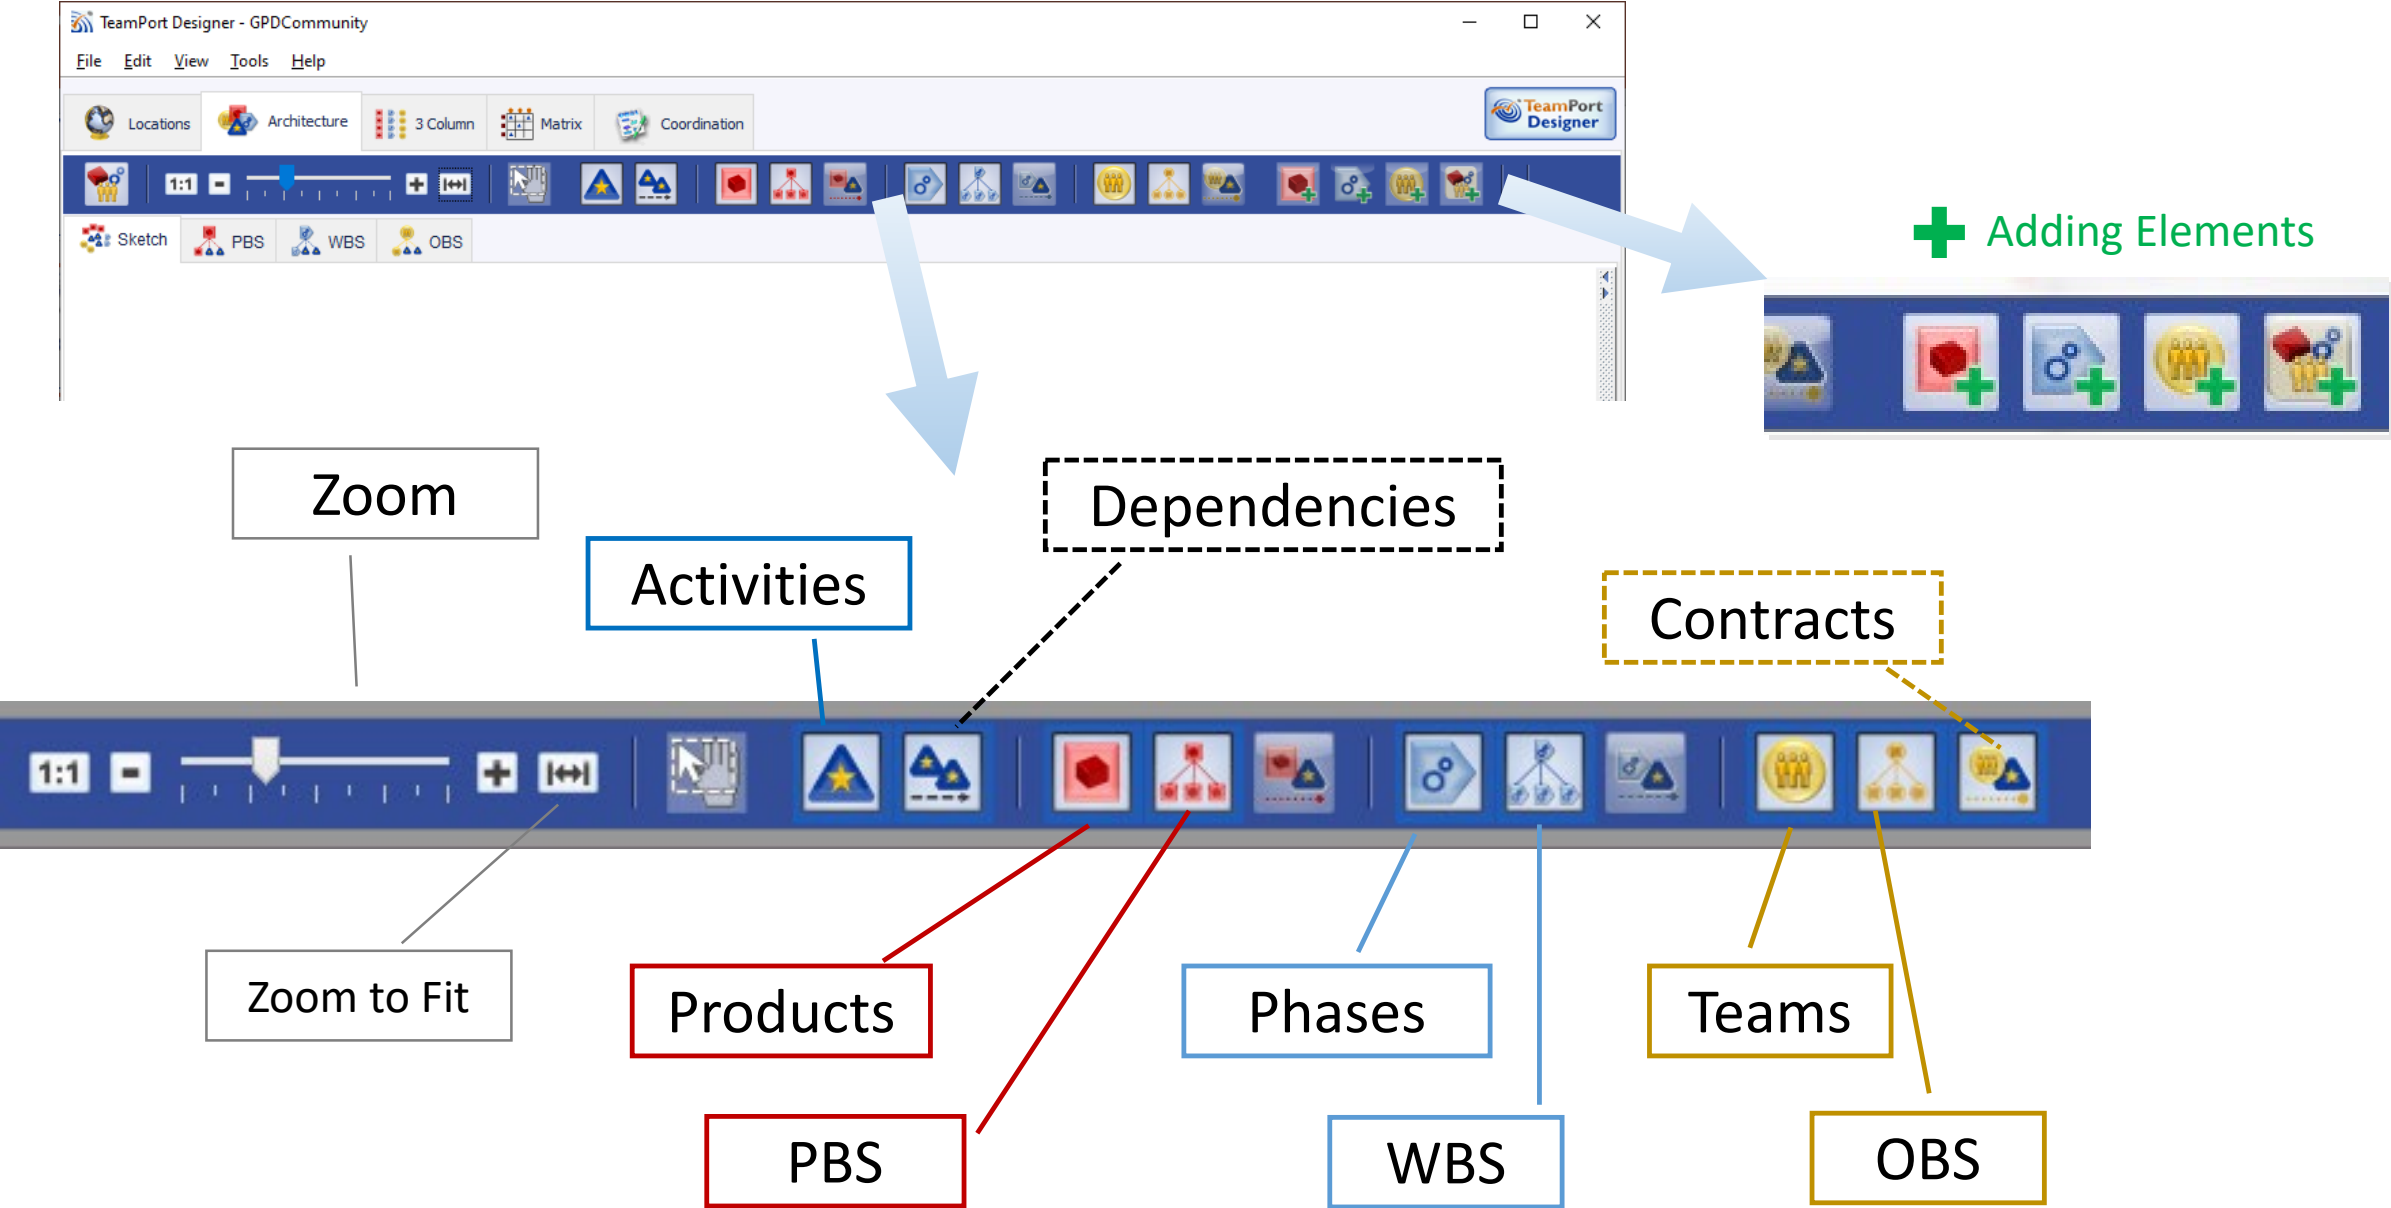 TeamPort Designer - GPDCommunity
File Edit View Tools Help
Locations
Architecture
3 Column
Matrix
Coordination
TeamPort
Designer
1:1
Sketch
PBS
WBS
OBS
Adding Elements
Zoom
Dependencies
Activities
Contracts
1:1
Zoom to Fit
Products
Phases
Teams
PBS
WBS
OBS